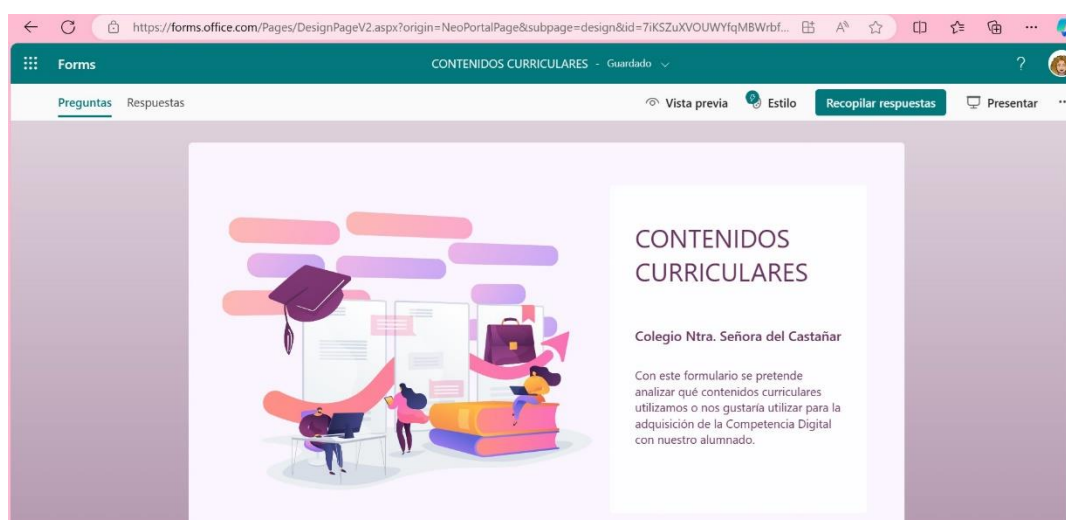 https://forms.office.com/Pages/DesignPageV2.aspx?origin=NeoPortalPage&subpage=design&id=7iKSZuXVOUWYfqMBWrbf...
Forms
CONTENIDOS CURRICULARES - Guardado
?
Preguntas Respuestas
Vista previa Estilo Recopilar respuestas Presentar
CONTENIDOS
CURRICULARES
Colegio Ntra. Señora del Castañar
Con este formulario se pretende
analizar qué contenidos curriculares
utilizamos o nos gustaría utilizar para la
adquisición de la Competencia Digital
con nuestro alumnado.